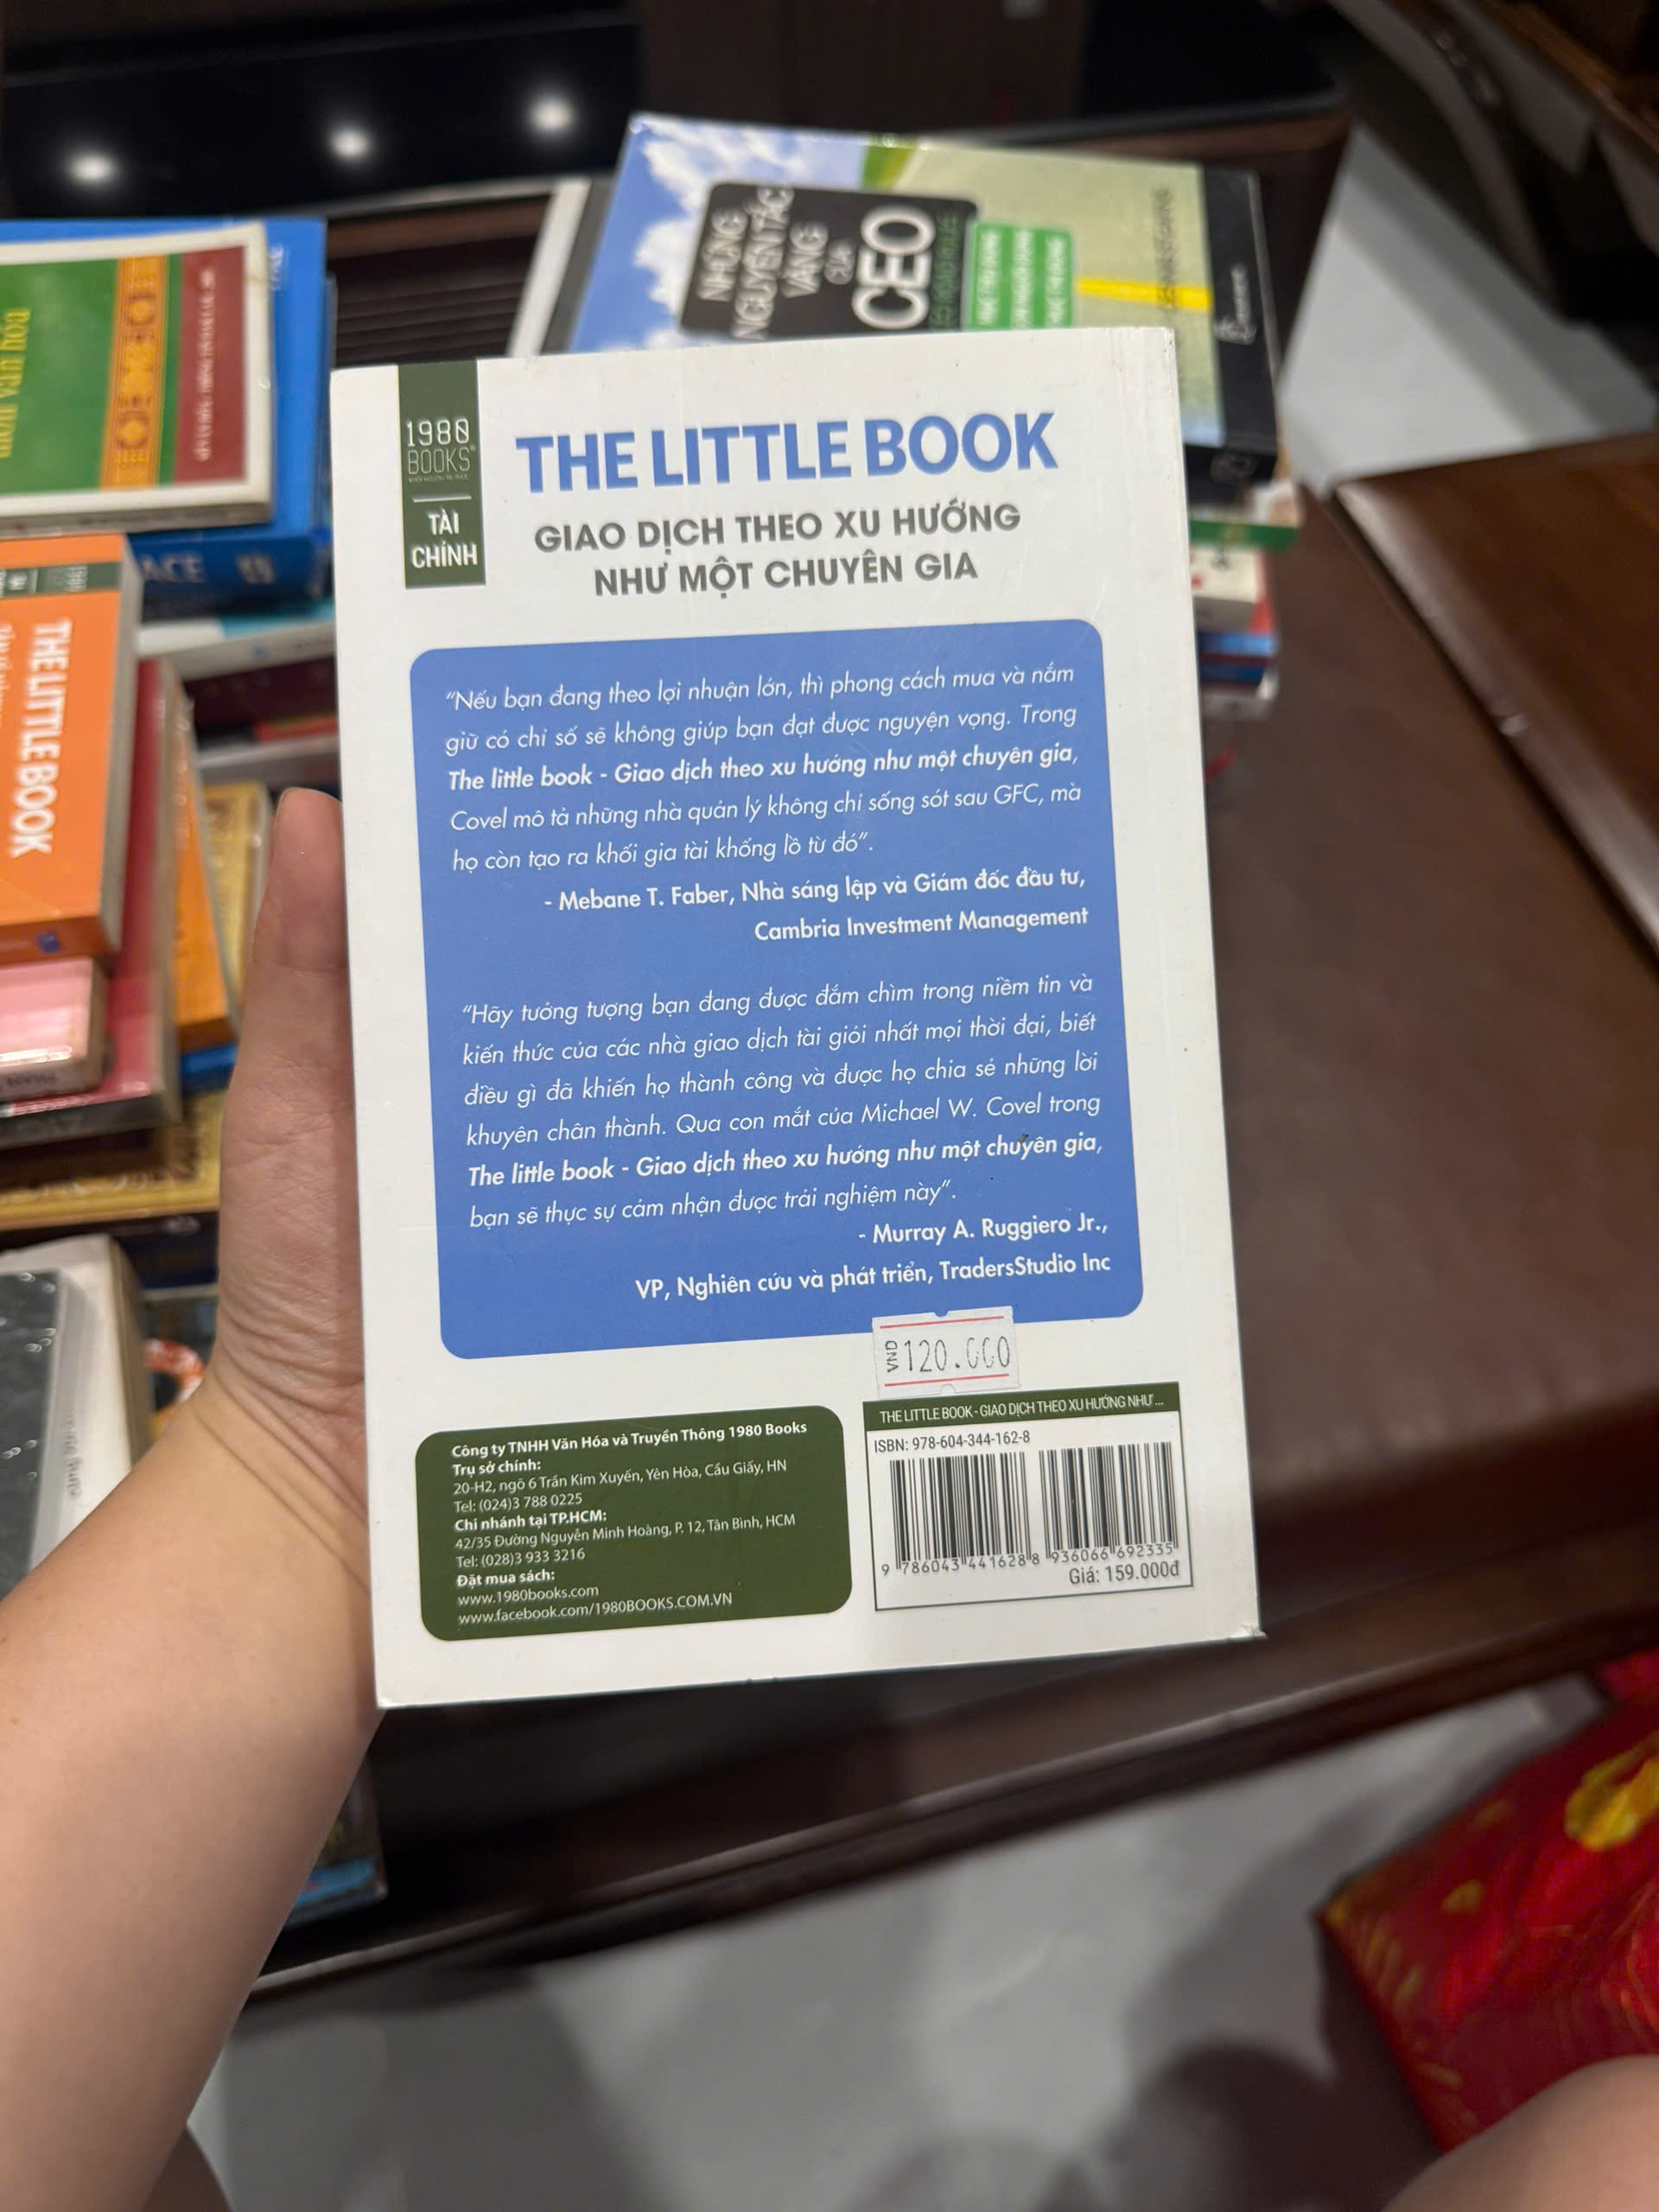 NHỮNG
NGUYÊN TẮC
VÀNG
CỦA
CEO
1980
BOOKS
TÀI
CHÍNH
THE LITTLE BOOK
GIAO DỊCH THEO XU HƯỚNG
NHƯ MỘT CHUYÊN GIA
"Nếu bạn đang theo lợi nhuận lớn, thì phong cách mua và nắm
giữ có chỉ số sẽ không giúp bạn đạt được nguyện vọng. Trong
The little book - Giao dịch theo xu hướng như một chuyên gia,
Covel mô tả những nhà quản lý không chỉ sống sót sau GFC, mà
họ còn tạo ra khối gia tài khổng lồ từ đó".
- Mebane T. Faber, Nhà sáng lập và Giám đốc đầu tư,
Cambria Investment Management
"Hãy tưởng tượng bạn đang được đắm chìm trong niềm tin và
kiến thức của các nhà giao dịch tài giỏi nhất mọi thời đại, biết
điều gì đã khiến họ thành công và được họ chia sẻ những lời
khuyên chân thành. Qua con mắt của Michael W. Covel trong
The little book - Giao dịch theo xu hướng như một chuyên gia,
bạn sẽ thực sự cảm nhận được trải nghiệm này".
- Murray A. Ruggiero Jr.,
VP, Nghiên cứu và phát triển, TradersStudio Inc
VND 120.000
Công ty TNHH Văn Hóa và Truyền Thông 1980 Books
Trụ sở chính:
20-H2, ngõ 6 Trần Kim Xuyến, Yên Hòa, Cầu Giấy, HN
Tel: (024)3 788 0225
Chi nhánh tại TP.HCM:
42/35 Đường Nguyễn Minh Hoàng, P. 12, Tân Bình, HCM
Tel: (028)3 933 3216
Đặt mua sách:
www.1980books.com
www.facebook.com/1980BOOKS.COM.VN
THE LITTLE BOOK - GIAO DỊCH THEO XU HƯỚNG NHƯ ...
ISBN: 978-604-344-162-8
9 786043 441628 8 936066 692335
Giá: 159.000đ
THE LITTLE BOOK
ACE